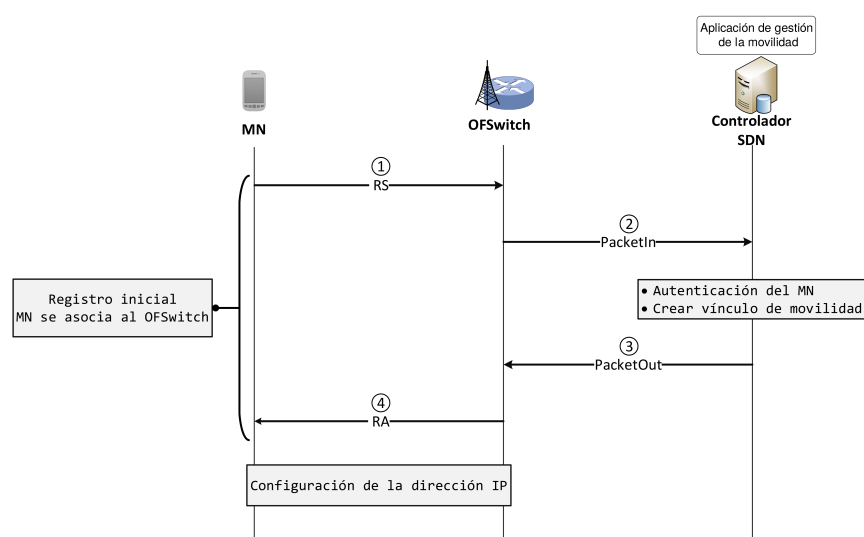 Aplicación de gestión
de la movilidad
MN
OFSwitch
Controlador
SDN
1
RS
2
PacketIn
Registro inicial
MN se asocia al OFSwitch
• Autenticación del MN
• Crear vínculo de movilidad
3
PacketOut
4
RA
Configuración de la dirección IP